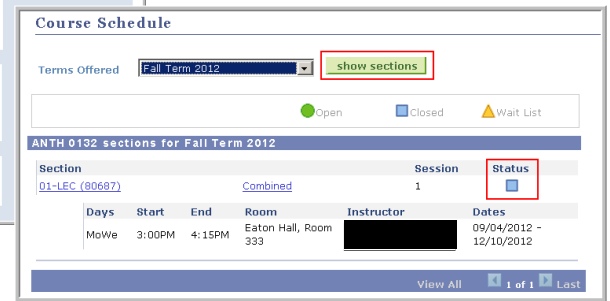 Course Schedule
Terms Offered Fall Term 2012 show sections
Open Closed Wait List
ANTH 0132 sections for Fall Term 2012
Section Session Status
01-LEC (80687) Combined 1
Days Start End Room Instructor Dates
MoWe 3:00PM 4:15PM Eaton Hall, Room 09/04/2012 -
333 12/10/2012
View All 1 of 1 Last